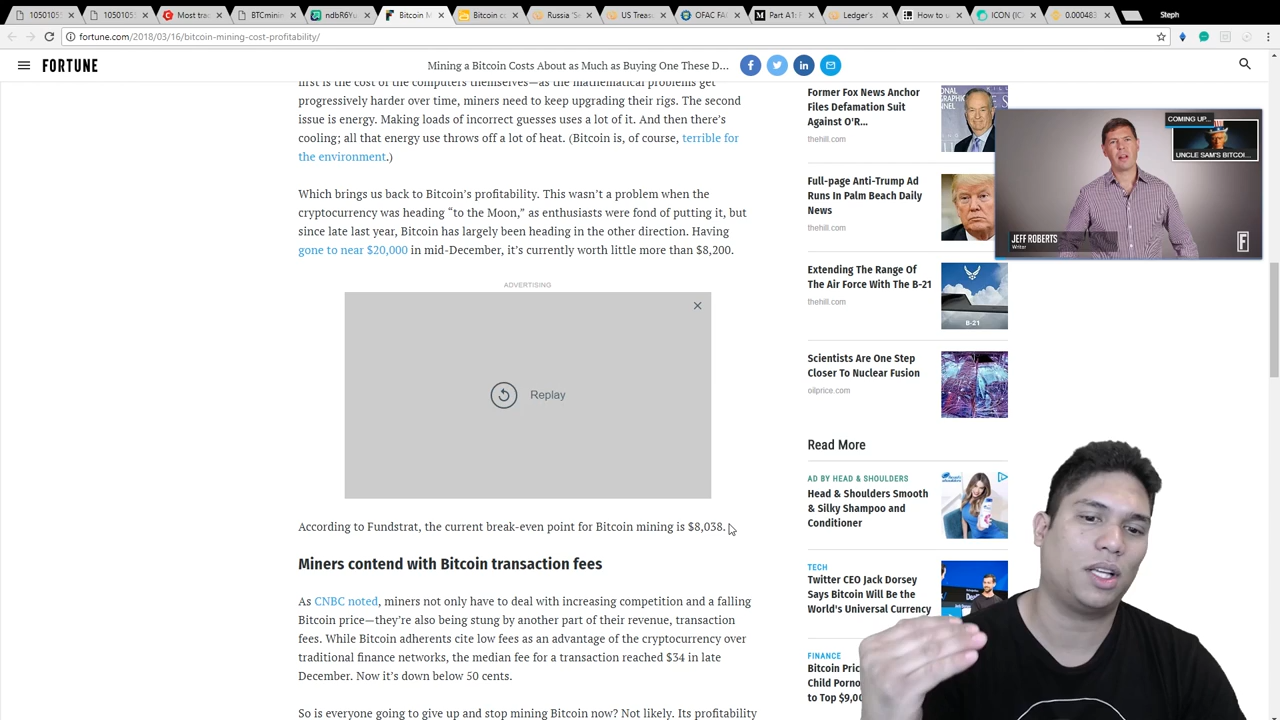 1050105
1050105
Most tra
BTCmini
ndbR6Yu
Bitcoin M
Bitcoin c
Russia 'S
US Treas
OFAC FA
Part A1:
Ledger's
How to u
ICON (IC
0.000483
Steph
fortune.com/2018/03/16/bitcoin-mining-cost-profitability/
FORTUNE
Mining a Bitcoin Costs About as Much as Buying One These D...
first is the cost of the computers themselves—as the mathematical problems get
progressively harder over time, miners need to keep upgrading their rigs. The second
issue is energy. Making loads of incorrect guesses uses a lot of it. And then there's
cooling; all that energy use throws off a lot of heat. (Bitcoin is, of course, terrible for
the environment.)
Which brings us back to Bitcoin's profitability. This wasn't a problem when the
cryptocurrency was heading “to the Moon,” as enthusiasts were fond of putting it, but
since late last year, Bitcoin has largely been heading in the other direction. Having
gone to near $20,000 in mid-December, it's currently worth little more than $8,200.
ADVERTISING
Replay
According to Fundstrat, the current break-even point for Bitcoin mining is $8,038.
Miners contend with Bitcoin transaction fees
As CNBC noted, miners not only have to deal with increasing competition and a falling
Bitcoin price—they're also being stung by another part of their revenue, transaction
fees. While Bitcoin adherents cite low fees as an advantage of the cryptocurrency over
traditional finance networks, the median fee for a transaction reached $34 in late
December. Now it's down below 50 cents.
So is everyone going to give up and stop mining Bitcoin now? Not likely. Its profitability
Former Fox News Anchor
Files Defamation Suit
Against O'R...
thehill.com
Full-page Anti-Trump Ad
Runs In Palm Beach Daily
News
thehill.com
Extending The Range Of
The Air Force With The B-21
thehill.com
B-21
Scientists Are One Step
Closer To Nuclear Fusion
oilprice.com
Read More
AD BY HEAD & SHOULDERS
Head & Shoulders Smooth
& Silky Shampoo and
Conditioner
TECH
Twitter CEO Jack Dorsey
Says Bitcoin Will Be the
World's Universal Currency
FINANCE
Bitcoin Pric
Child Porno
to Top $9,00
COMING UP...
UNCLE SAM'S BITCOI...
JEFF ROBERTS
Writer
F